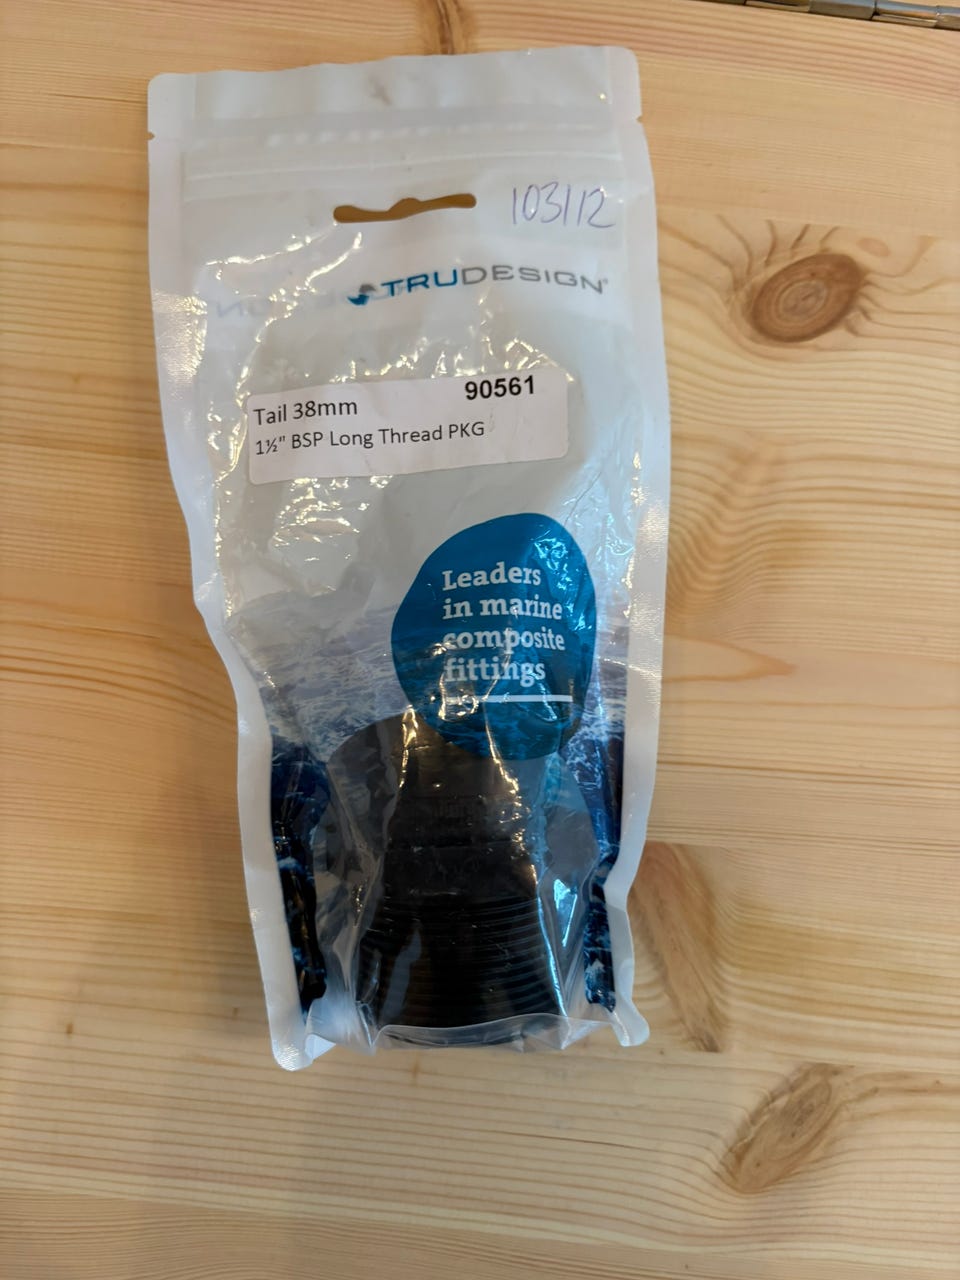 103112
TRUDESIGN
Tail 38mm 90561
1½" BSP Long Thread PKG
Leaders
in marine
composite
fittings